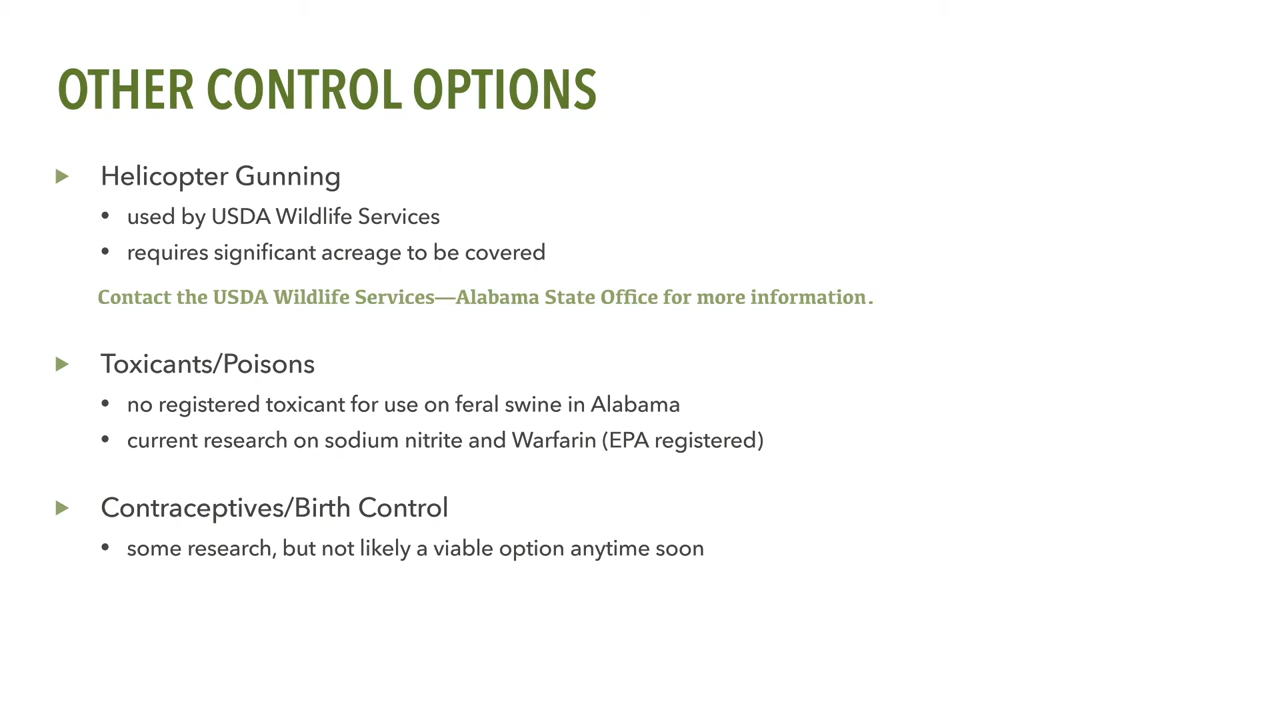 OTHER CONTROL OPTIONS
Helicopter Gunning
• used by USDA Wildlife Services
• requires significant acreage to be covered
Contact the USDA Wildlife Services—Alabama State Office for more information.
Toxicants/Poisons
• no registered toxicant for use on feral swine in Alabama
• current research on sodium nitrite and Warfarin (EPA registered)
Contraceptives/Birth Control
• some research, but not likely a viable option anytime soon